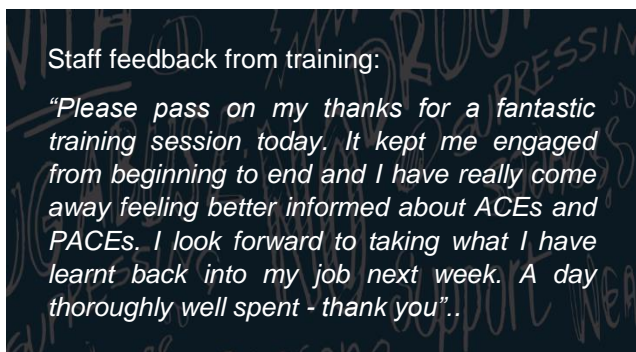 Staff feedback from training:
“Please pass on my thanks for a fantastic
training session today. It kept me engaged
from beginning to end and I have really come
away feeling better informed about ACEs and
PACEs. I look forward to taking what I have
learnt back into my job next week. A day
thoroughly well spent - thank you”..